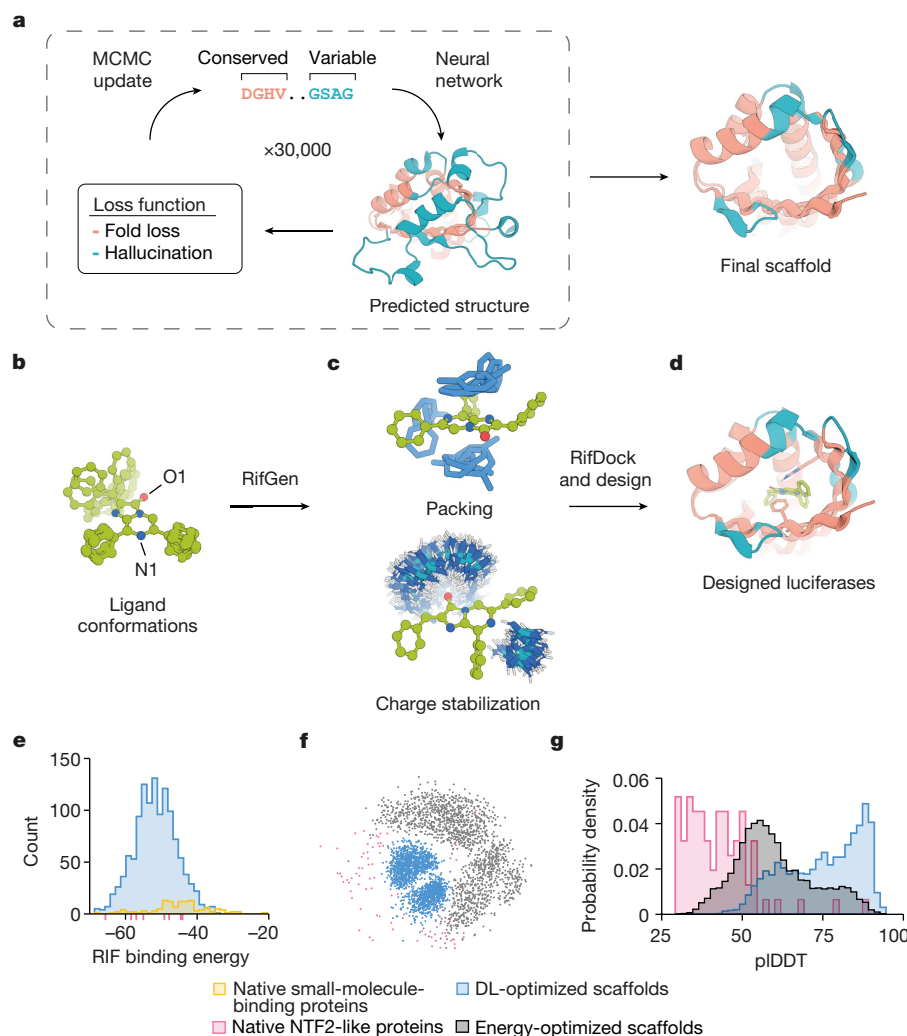 a
MCMC
update
Conserved
Variable
DGHV..GSAG
Neural
network
×30,000
Loss function
Fold loss
Hallucination
Predicted structure
Final scaffold
b
O1
N1
Ligand
conformations
RifGen
c
Packing
Charge stabilization
RifDock
and design
d
Designed luciferases
e
150
100
50
0
Count
−60
−40
−20
RIF binding energy
f
g
0.06
0.04
0.02
0
Probability density
25
50
75
100
plDDT
Native small-molecule-
binding proteins
DL-optimized scaffolds
Native NTF2-like proteins
Energy-optimized scaffolds